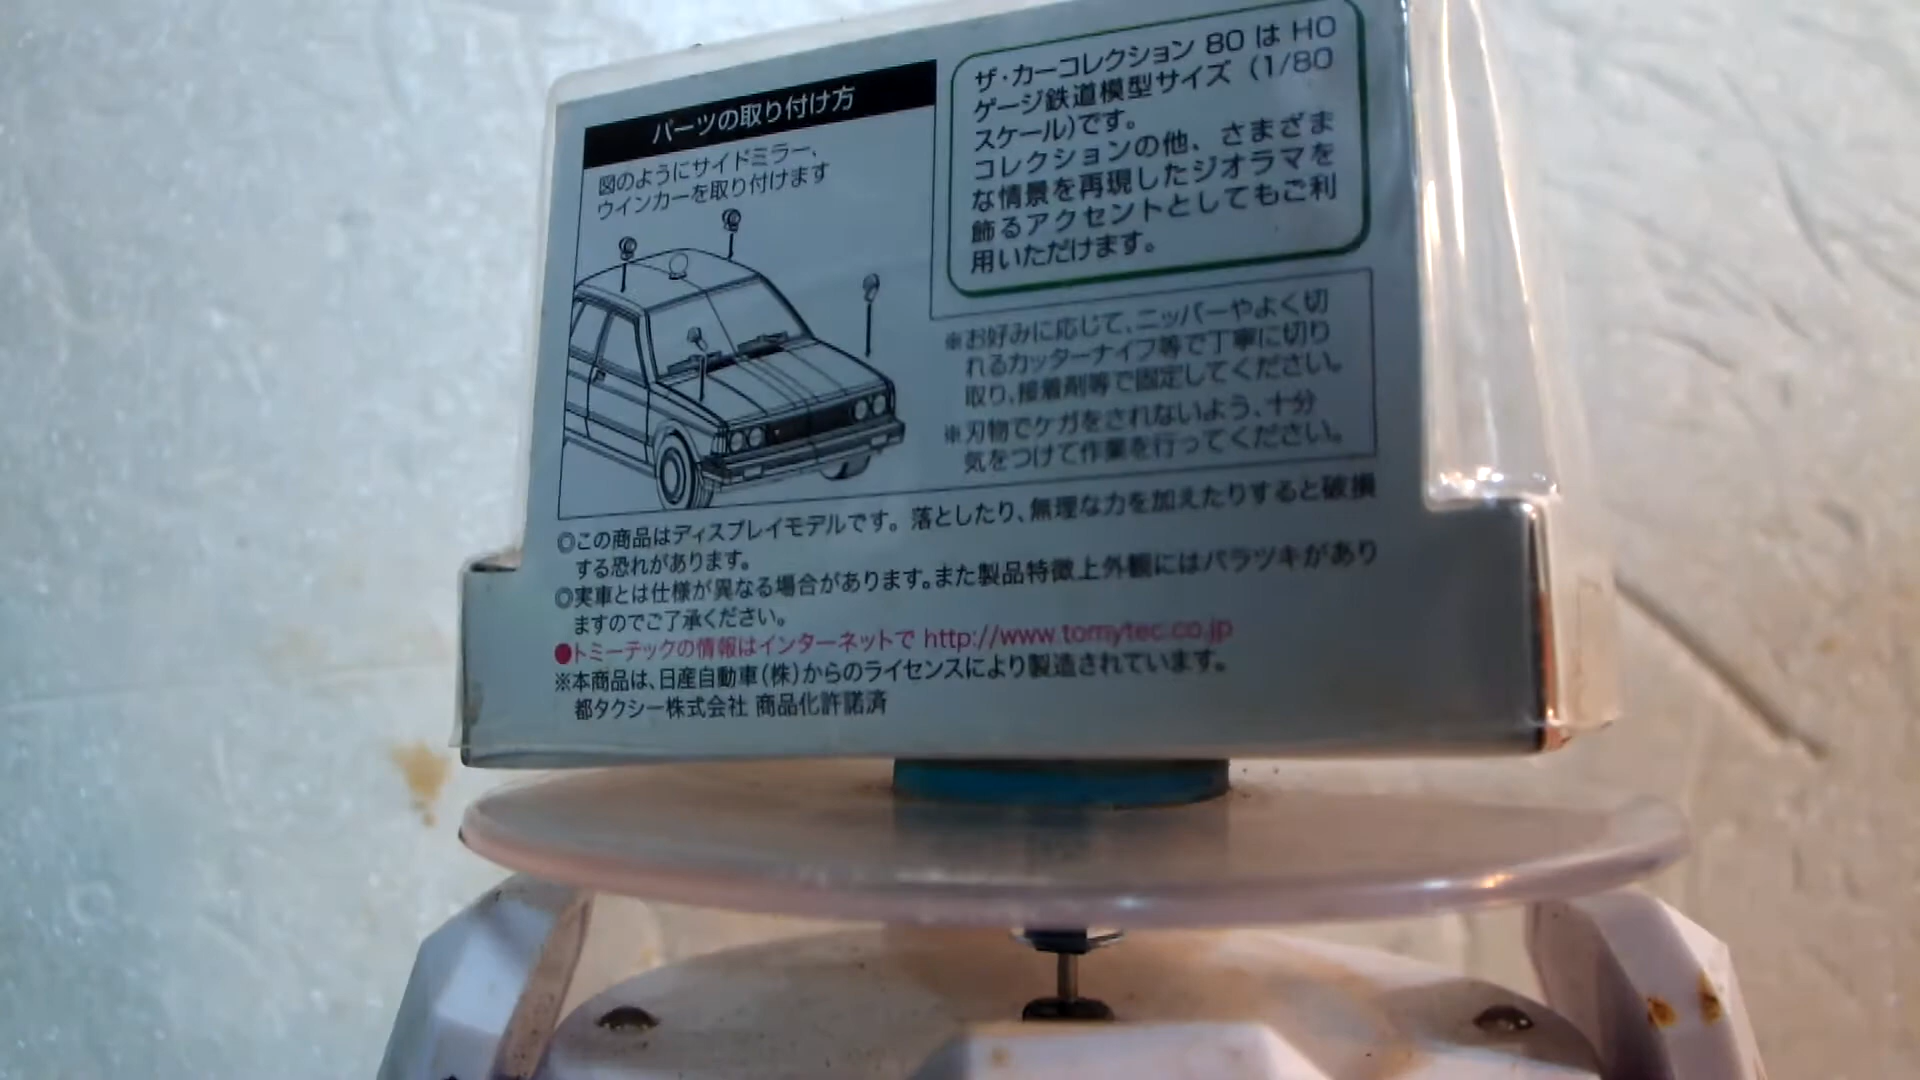 パーツの取り付け方
図のようにサイドミラー、
ウインカーを取り付けます
ザ・カーコレクション 80 は HO
ゲージ鉄道模型サイズ（1/80
スケール)です。
コレクションの他、さまざま
な情景を再現したジオラマを
飾るアクセントとしてもご利
用いただけます。
※お好みに応じて、ニッパーやよく切
れるカッターナイフ等で丁寧に切り
取り、接着剤等で固定してください。
※刃物でケガをされないよう、十分
気をつけて作業を行ってください。
◎この商品はディスプレイモデルです。落としたり、無理な力を加えたりすると破損
する恐れがあります。
◎実車とは仕様が異なる場合があります。また製品特徴上外観にはバラツキがあり
ますのでご了承ください。
●トミーテックの情報はインターネットで http://www.tomytec.co.jp
※本商品は、日産自動車(株)からのライセンスにより製造されています。
都タクシー株式会社 商品化許諾済